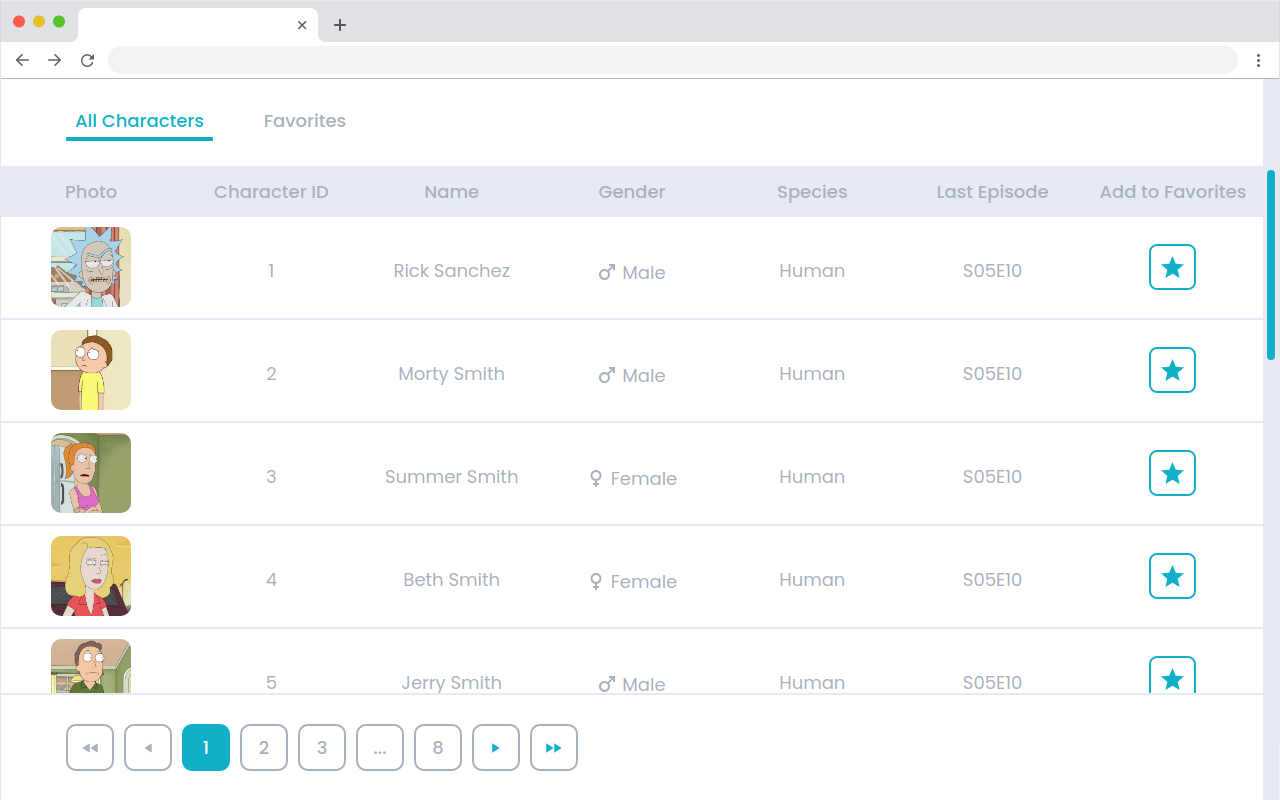 All Characters Favorites
Photo Character ID Name Gender Species Last Episode Add to Favorites
1 Rick Sanchez Male Human S05E10
2 Morty Smith Male Human S05E10
3 Summer Smith Female Human S05E10
4 Beth Smith Female Human S05E10
5 Jerry Smith Male Human S05E10
1 2 3 ... 8